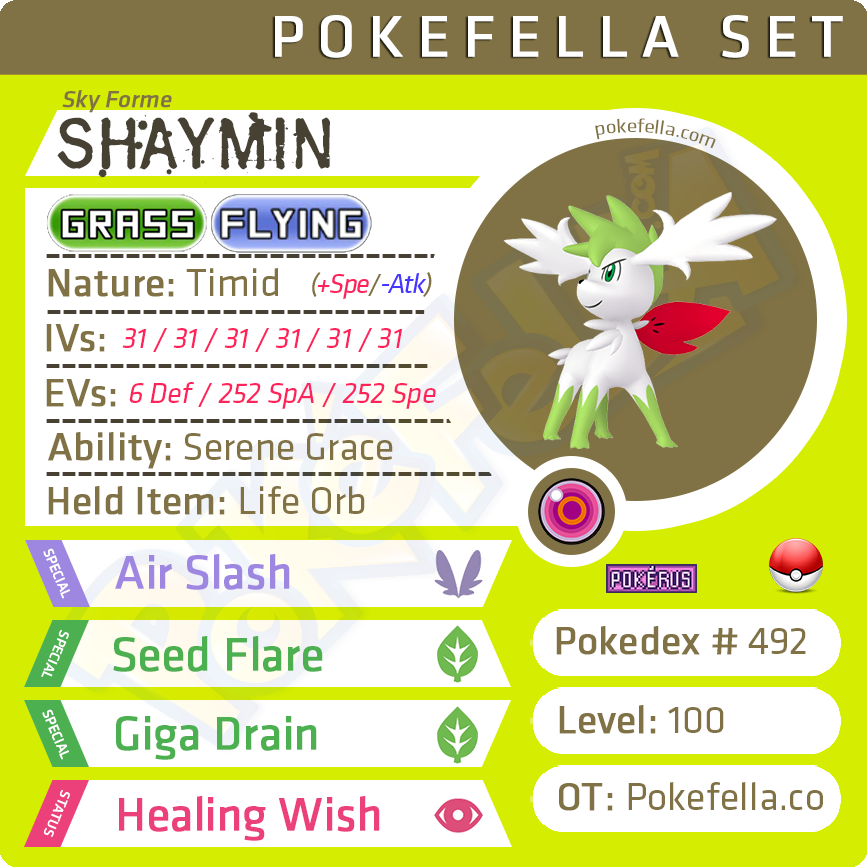 POKEFELLA SET
Sky Forme
SHAYMIN
pokefella.com
GRASS FLYING
Nature: Timid (+Spe/-Atk)
IVs: 31 / 31 / 31 / 31 / 31 / 31
EVs: 6 Def / 252 SpA / 252 Spe
Ability: Serene Grace
Held Item: Life Orb
SPECIAL Air Slash
SPECIAL Seed Flare
SPECIAL Giga Drain
STATUS Healing Wish
POKÉRUS
Pokedex # 492
Level: 100
OT: Pokefella.co
POKEFELLA.COM